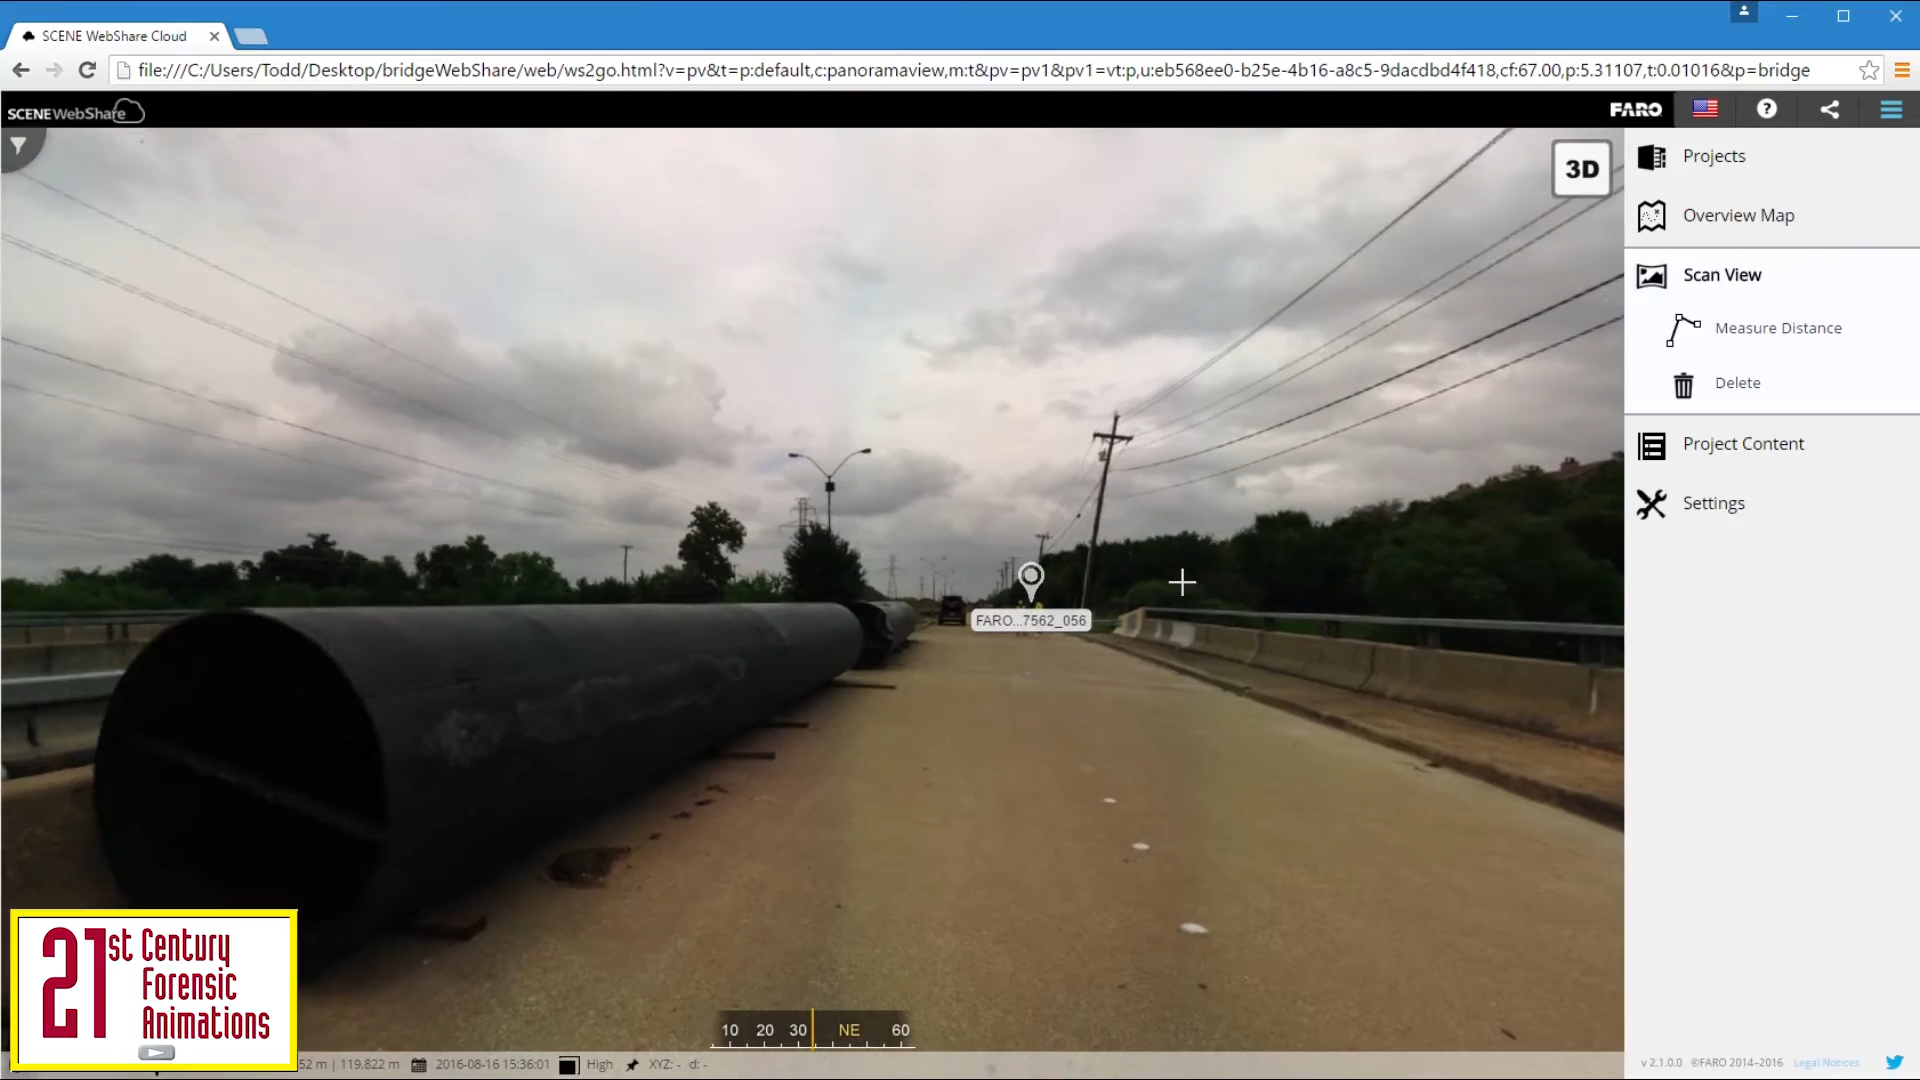 SCENE WebShare Cloud
file:///C:/Users/Todd/Desktop/bridgeWebShare/web/ws2go.html?v=pv&t=p:default,c:panoramaview,m:t&pv=pv1&pv1=vt:p,u:eb568ee0-b25e-4b16-a8c5-9dacdbd4f418,cf:67.00,p:5.31107,t:0.01016&p=bridge
SCENE WebShare
FARO
?
3D
Projects
Overview Map
Scan View
Measure Distance
Delete
Project Content
Settings
FARO...7562_056
21st Century
Forensic
Animations
10 20 30 NE 60
52 m | 119.822 m 2016-08-16 15:36:01 High XYZ: - d: -
v 2.1.0.0 ©FARO 2014–2016 Legal Notices